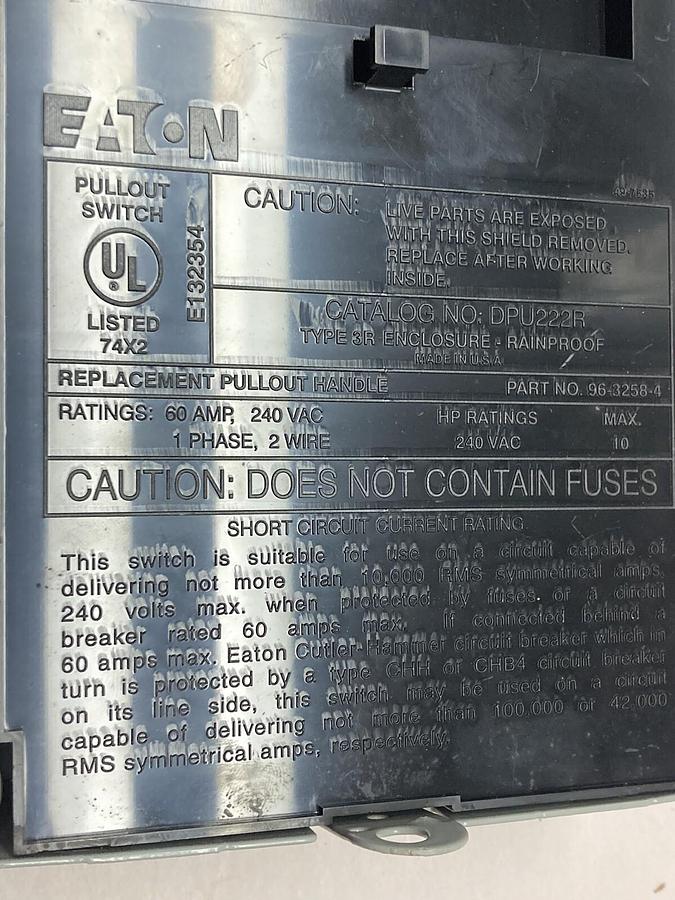 EATON
49-7535
PULLOUT
SWITCH
UL
®
LISTED
74X2
E132354
CAUTION: LIVE PARTS ARE EXPOSED
WITH THIS SHIELD REMOVED.
REPLACE AFTER WORKING
INSIDE.
CATALOG NO: DPU222R
TYPE 3R ENCLOSURE - RAINPROOF
MADE IN U.S.A
REPLACEMENT PULLOUT HANDLE PART NO. 96-3258-4
RATINGS: 60 AMP, 240 VAC HP RATINGS MAX.
1 PHASE, 2 WIRE 240 VAC 10
CAUTION: DOES NOT CONTAIN FUSES
SHORT CIRCUIT CURRENT RATING
This switch is suitable for use on a circuit capable of
delivering not more than 10,000 RMS symmetrical amps.
240 volts max. when protected by fuses. or a circuit
breaker rated 60 amps max. If connected behind a
60 amps max. Eaton Cutler-Hammer circuit breaker which in
turn is protected by a type CHH or CHB4 circuit breaker
on its line side, this switch may be used on a circuit
capable of delivering not more than 100,000 or 42,000
RMS symmetrical amps, respectively.